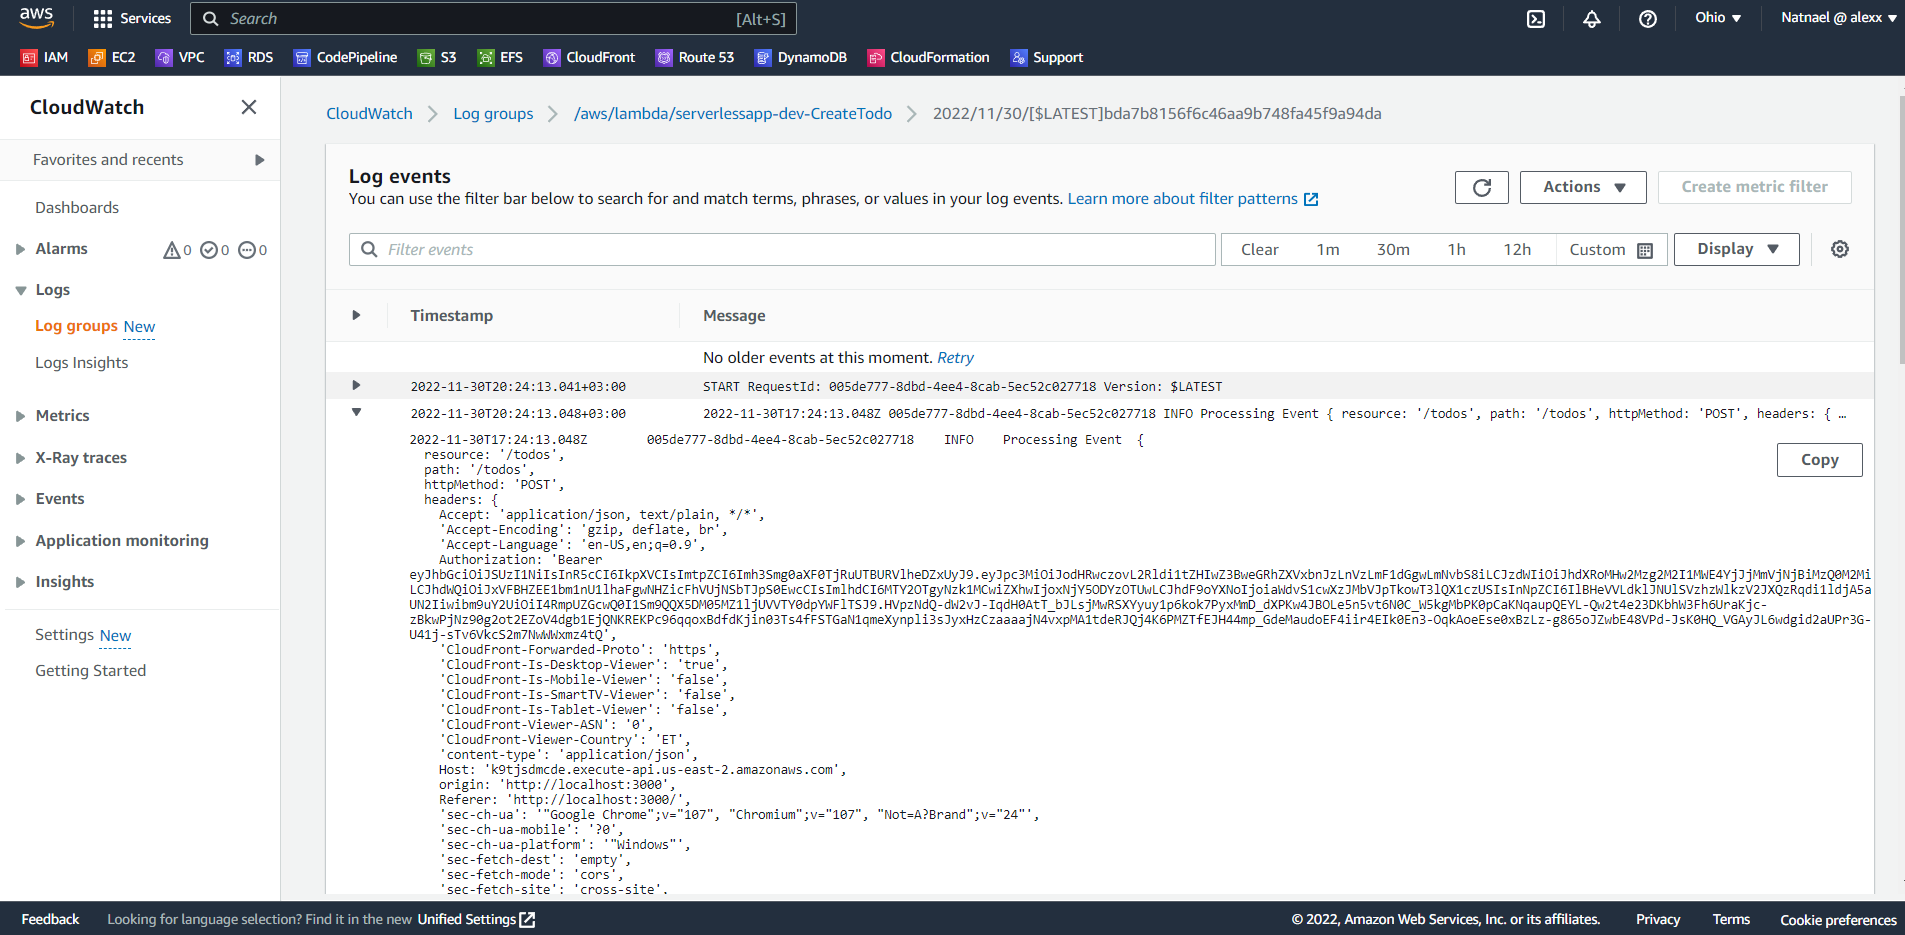 aws
Services
Search
[Alt+S]
Ohio
Natnael @ alexx
IAM
EC2
VPC
RDS
CodePipeline
S3
EFS
CloudFront
Route 53
DynamoDB
CloudFormation
Support
CloudWatch
Favorites and recents
Dashboards
Alarms 0 0 0
Logs
Log groups New
Logs Insights
Metrics
X-Ray traces
Events
Application monitoring
Insights
Settings New
Getting Started
CloudWatch
Log groups
/aws/lambda/serverlessapp-dev-CreateTodo
2022/11/30/[$LATEST]bda7b8156f6c46aa9b748fa45f9a94da
Log events
You can use the filter bar below to search for and match terms, phrases, or values in your log events. Learn more about filter patterns
Actions
Create metric filter
Filter events
Clear
1m
30m
1h
12h
Custom
Display
Timestamp
Message
No older events at this moment. Retry
2022-11-30T20:24:13.041+03:00 START RequestId: 005de777-8dbd-4ee4-8cab-5ec52c027718 Version: $LATEST
2022-11-30T20:24:13.048+03:00 2022-11-30T17:24:13.048Z 005de777-8dbd-4ee4-8cab-5ec52c027718 INFO Processing Event { resource: '/todos', path: '/todos', httpMethod: 'POST', headers: { …
2022-11-30T17:24:13.048Z 005de777-8dbd-4ee4-8cab-5ec52c027718 INFO Processing Event {
Copy
resource: '/todos',
path: '/todos',
httpMethod: 'POST',
headers: {
Accept: 'application/json, text/plain, */*',
'Accept-Encoding': 'gzip, deflate, br',
'Accept-Language': 'en-US,en;q=0.9',
Authorization: 'Bearer
'CloudFront-Forwarded-Proto': 'https',
'CloudFront-Is-Desktop-Viewer': 'true',
'CloudFront-Is-Mobile-Viewer': 'false',
'CloudFront-Is-SmartTV-Viewer': 'false',
'CloudFront-Is-Tablet-Viewer': 'false',
'CloudFront-Viewer-ASN': '0',
'CloudFront-Viewer-Country': 'ET',
'content-type': 'application/json',
Host: 'k9tjsdmcde.execute-api.us-east-2.amazonaws.com',
origin: 'http://localhost:3000',
Referer: 'http://localhost:3000/',
'sec-ch-ua': '"Google Chrome";v="107", "Chromium";v="107", "Not=A?Brand";v="24"',
'sec-ch-ua-mobile': '?0',
'sec-ch-ua-platform': '"Windows"',
'sec-fetch-dest': 'empty',
'sec-fetch-mode': 'cors',
'sec-fetch-site': 'cross-site',
Feedback
Looking for language selection? Find it in the new Unified Settings
© 2022, Amazon Web Services, Inc. or its affiliates.
Privacy
Terms
Cookie preferences